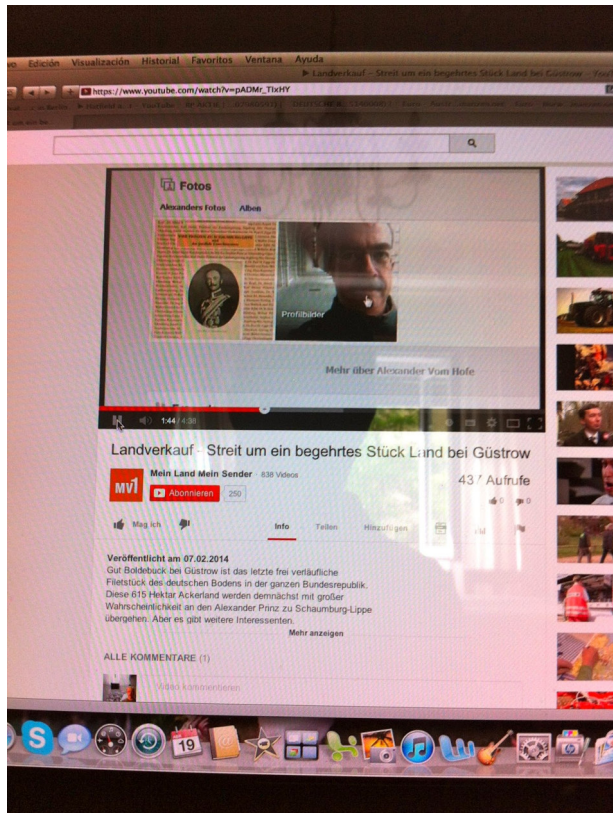 Edición Visualización Historial Favoritos Ventana Ayuda
Landverkauf – Streit um ein begehrtes Stück Land bei Güstrow
https://www.youtube.com/watch?v=pADMr_TIxHY
Fotos
Alexanders Fotos Alben
Profilbilder
Mehr über Alexander Vom Hofe
1:44 / 4:36
Landverkauf - Streit um ein begehrtes Stück Land bei Güstrow
MV1
Mein Land Mein Sender · 838 Videos
Abonnieren 250
437 Aufrufe
0 0
Mag ich
Info Teilen Hinzufügen
Veröffentlicht am 07.02.2014
Gut Boldebuck bei Güstrow ist das letzte frei verläufliche
Filetstück des deutschen Bodens in der ganzen Bundesrepublik.
Diese 615 Hektar Ackerland werden demnächst mit großer
Wahrscheinlichkeit an den Alexander Prinz zu Schaumburg-Lippe
übergehen. Aber es gibt weitere Interessenten.
Mehr anzeigen
ALLE KOMMENTARE (1)
Video kommentieren
19